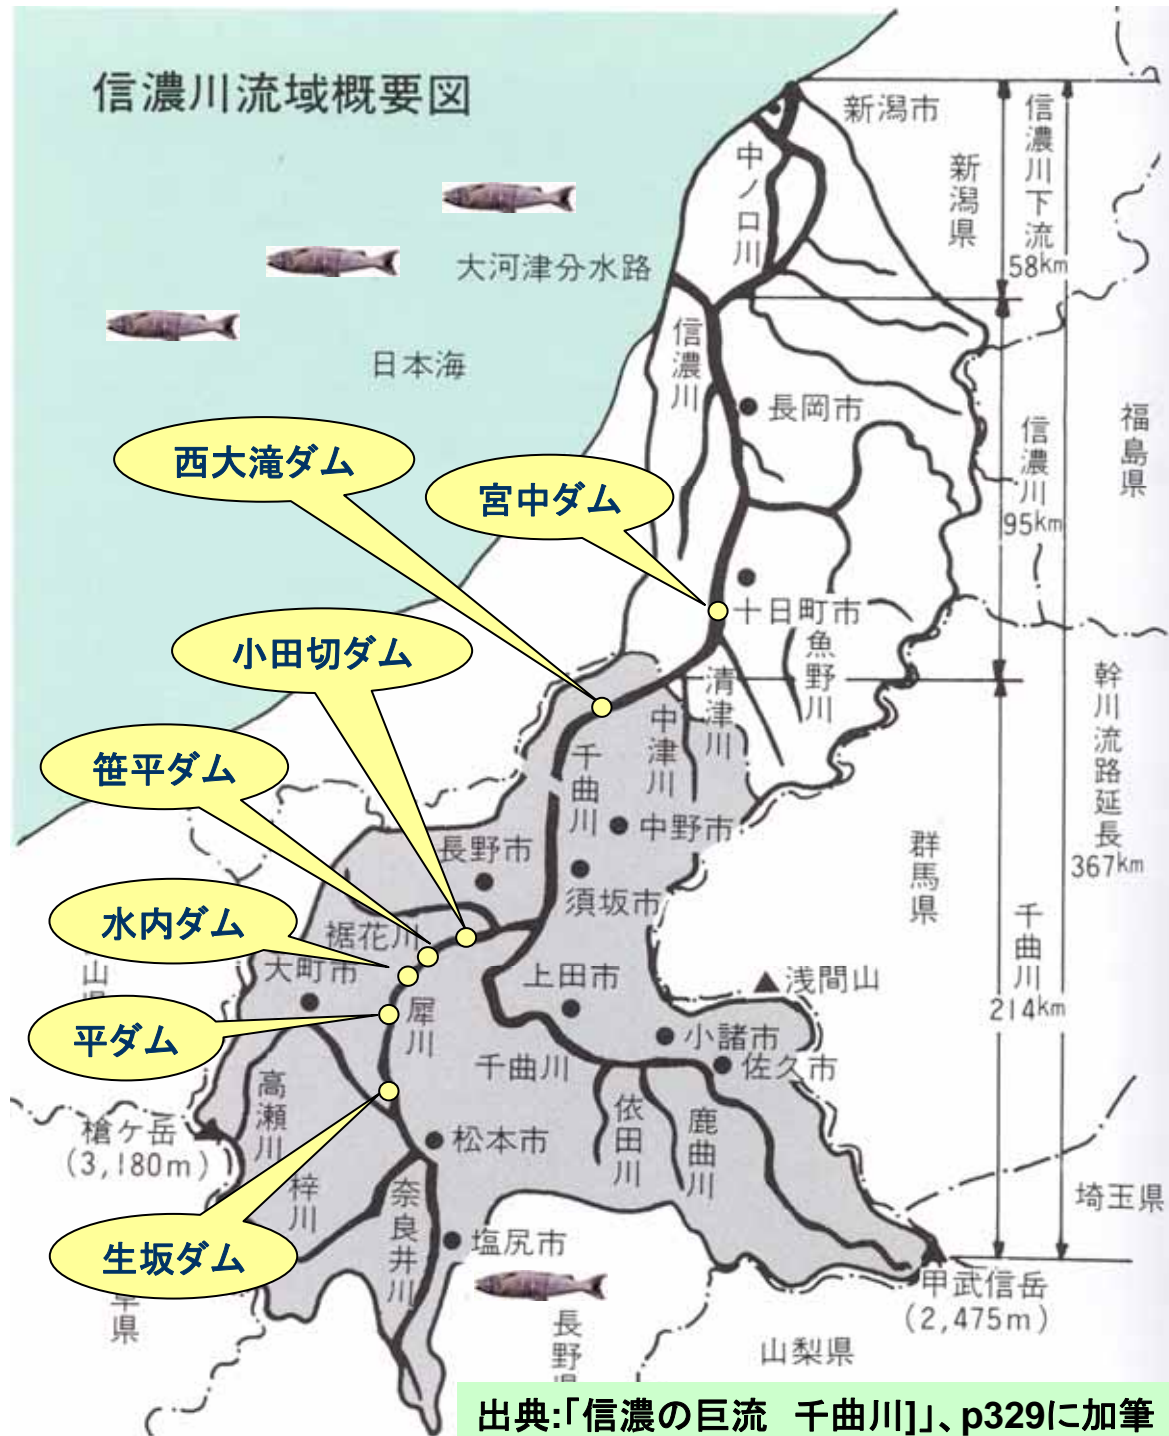 信濃川流域概要図
新潟市
信濃川下流
58km
新潟県
中ノ口川
大河津分水路
日本海
信濃川
長岡市
福島県
信濃川
95km
西大滝ダム
宮中ダム
十日町市
魚野川
清津川
中津川
幹川流路延長
367km
小田切ダム
千曲川
笹平ダム
中野市
長野市
群馬県
須坂市
千曲川
214km
水内ダム
裾花川
大町市
山
上田市
浅間山
犀川
平ダム
小諸市
千曲川
佐久市
高瀬川
依田川
鹿曲川
槍ケ岳
(3,180m)
松本市
梓川
奈良井川
埼玉県
生坂ダム
塩尻市
甲武信岳
(2,475m)
県
長野県
山梨県
出典:「信濃の巨流 千曲川]」、p329に加筆